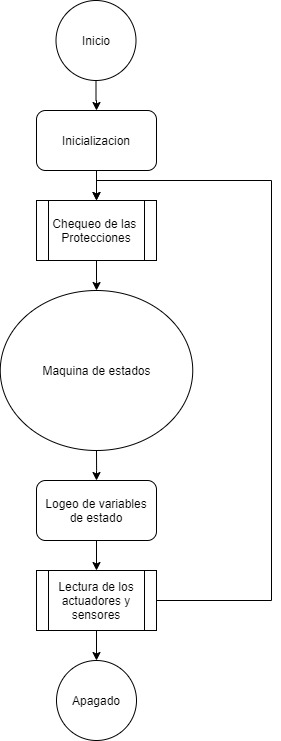 Inicio
Inicializacion
Chequeo de las
Protecciones
Maquina de estados
Logeo de variables
de estado
Lectura de los
actuadores y
sensores
Apagado